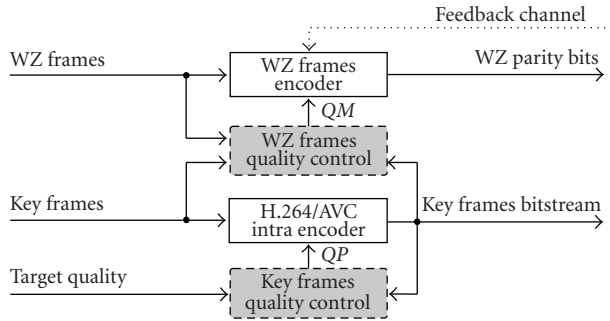 Feedback channel
WZ frames
WZ frames
encoder
WZ parity bits
QM
WZ frames
quality control
Key frames
H.264/AVC
intra encoder
Key frames bitstream
QP
Target quality
Key frames
quality control